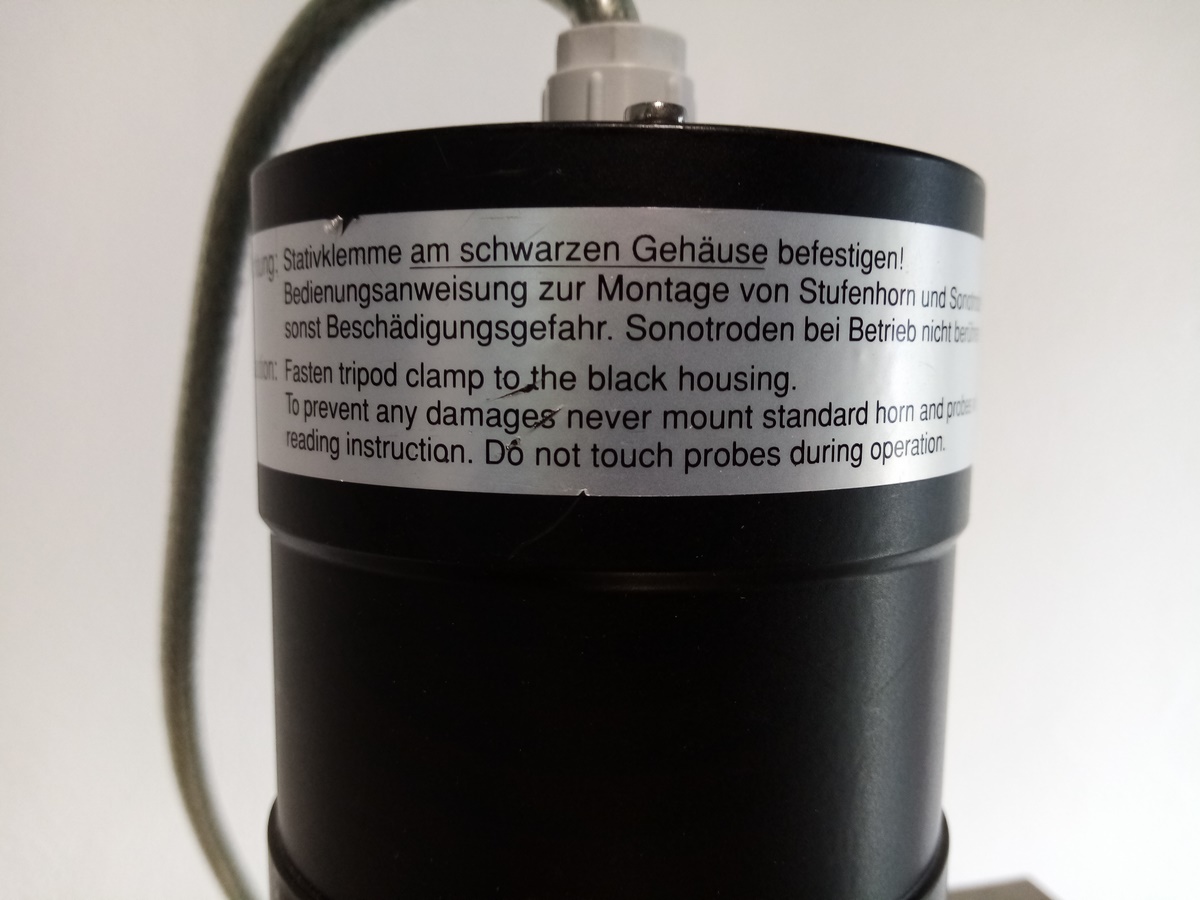 Stativklemme am schwarzen Gehäuse befestigen!
Bedienungsanweisung zur Montage von Stufenhorn und
sonst Beschädigungsgefahr. Sonotroden bei Betrieb nicht
Fasten tripod clamp to the black housing.
To prevent any damages never mount standard horn and
reading instruction. Do not touch probes during operation.